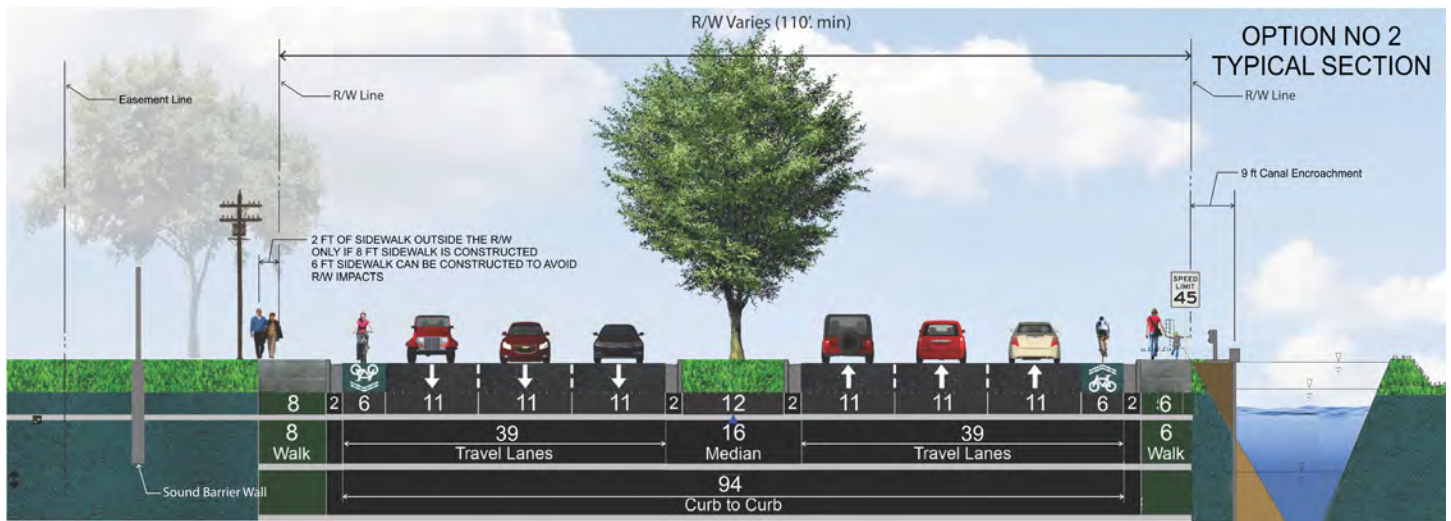 R/W Varies (110'. min)
OPTION NO 2
TYPICAL SECTION
Easement Line
R/W Line
R/W Line
9 ft Canal Encroachment
2 FT OF SIDEWALK OUTSIDE THE R/W
ONLY IF 8 FT SIDEWALK IS CONSTRUCTED
6 FT SIDEWALK CAN BE CONSTRUCTED TO AVOID
R/W IMPACTS
SPEED
LIMIT
45
8 2 6 11 11 11 2 12 2 11 11 11 6 2 6
8 39 16 39 6
Walk Travel Lanes Median Travel Lanes Walk
Sound Barrier Wall
94
Curb to Curb